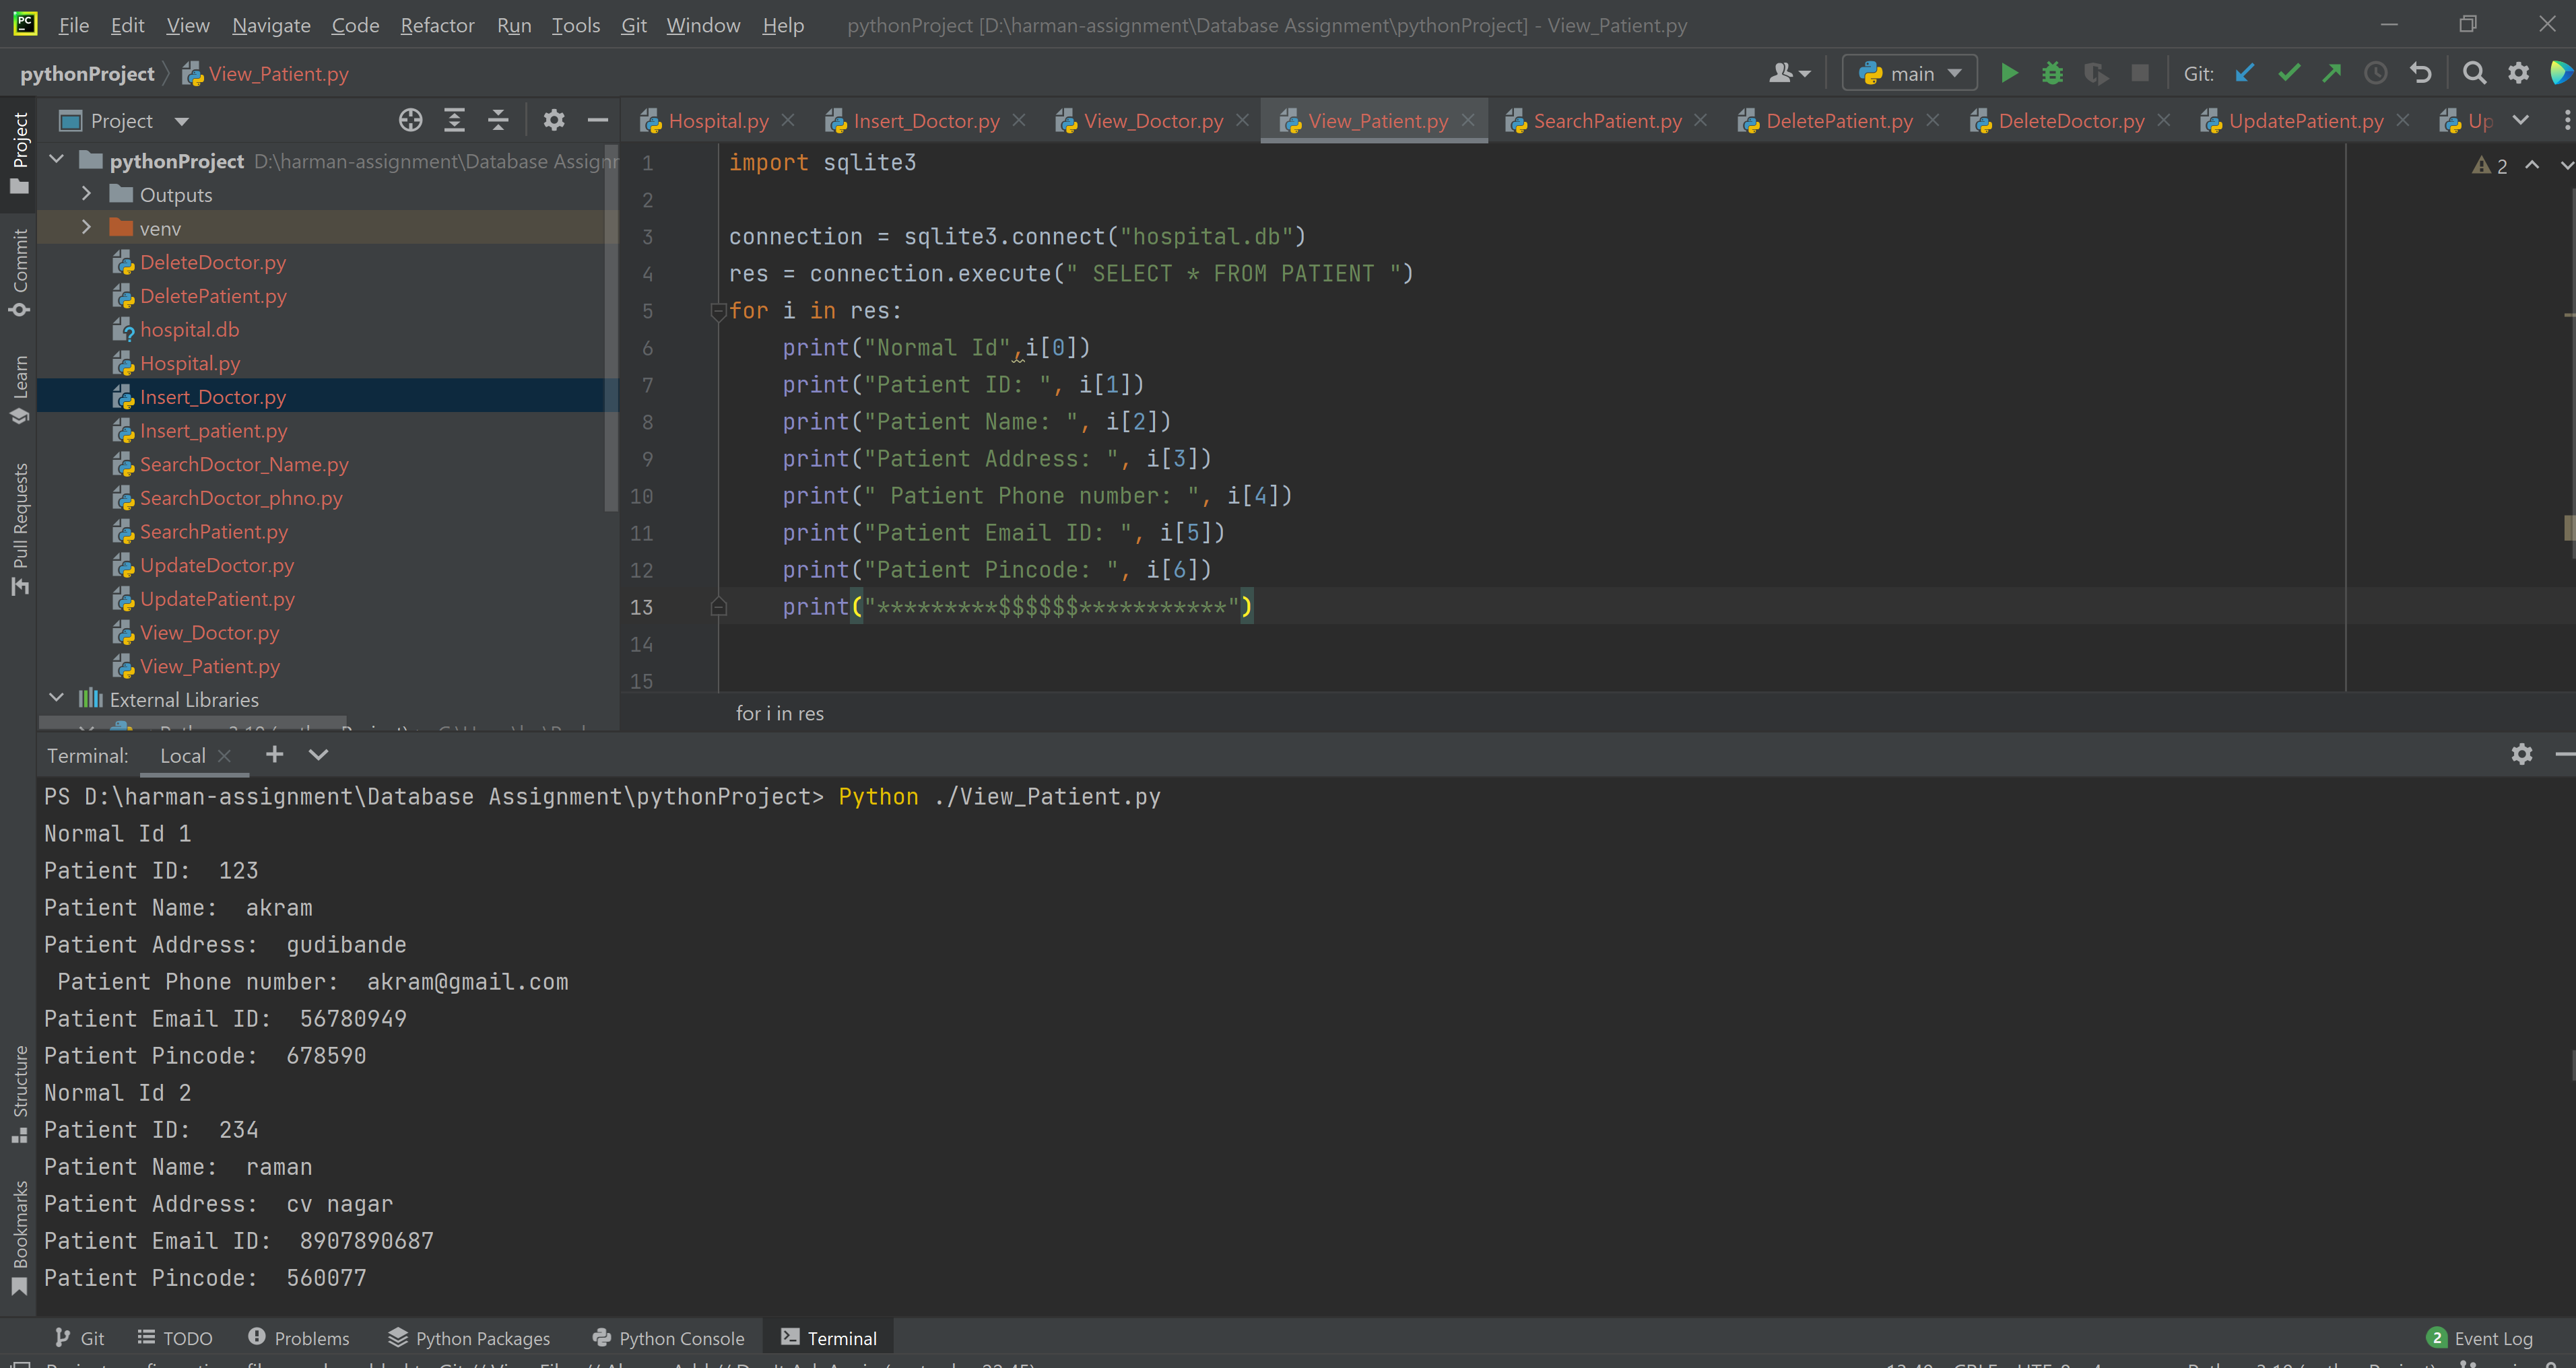 File Edit View Navigate Code Refactor Run Tools Git Window Help pythonProject [D:\harman-assignment\Database Assignment\pythonProject] - View_Patient.py
pythonProject View_Patient.py main Git:
Project Hospital.py Insert_Doctor.py View_Doctor.py View_Patient.py SearchPatient.py DeletePatient.py DeleteDoctor.py UpdatePatient.py Up
Project
Commit
Learn
Pull Requests
Structure
Bookmarks
pythonProject D:\harman-assignment\Database Assignr
Outputs
venv
DeleteDoctor.py
DeletePatient.py
hospital.db
Hospital.py
Insert_Doctor.py
Insert_patient.py
SearchDoctor_Name.py
SearchDoctor_phno.py
SearchPatient.py
UpdateDoctor.py
UpdatePatient.py
View_Doctor.py
View_Patient.py
External Libraries
2
1 import sqlite3
2
3 connection = sqlite3.connect("hospital.db")
4 res = connection.execute(" SELECT * FROM PATIENT ")
5 for i in res:
6 print("Normal Id",i[0])
7 print("Patient ID: ", i[1])
8 print("Patient Name: ", i[2])
9 print("Patient Address: ", i[3])
10 print(" Patient Phone number: ", i[4])
11 print("Patient Email ID: ", i[5])
12 print("Patient Pincode: ", i[6])
13 print("*********$$$$$$***********")
14
15
for i in res
Terminal: Local
PS D:\harman-assignment\Database Assignment\pythonProject> Python ./View_Patient.py
Normal Id 1
Patient ID:  123
Patient Name:  akram
Patient Address:  gudibande
 Patient Phone number:  akram@gmail.com
Patient Email ID:  56780949
Patient Pincode:  678590
Normal Id 2
Patient ID:  234
Patient Name:  raman
Patient Address:  cv nagar
Patient Email ID:  8907890687
Patient Pincode:  560077
Git TODO Problems Python Packages Python Console Terminal 2 Event Log